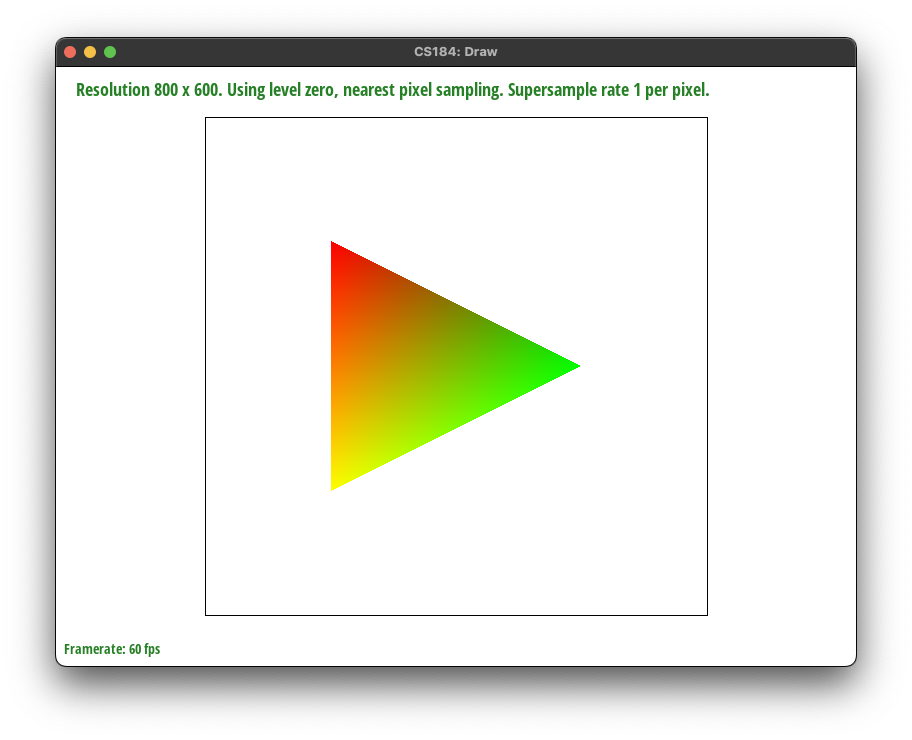 CS184: Draw
Resolution 800 x 600. Using level zero, nearest pixel sampling. Supersample rate 1 per pixel.
Framerate: 60 fps